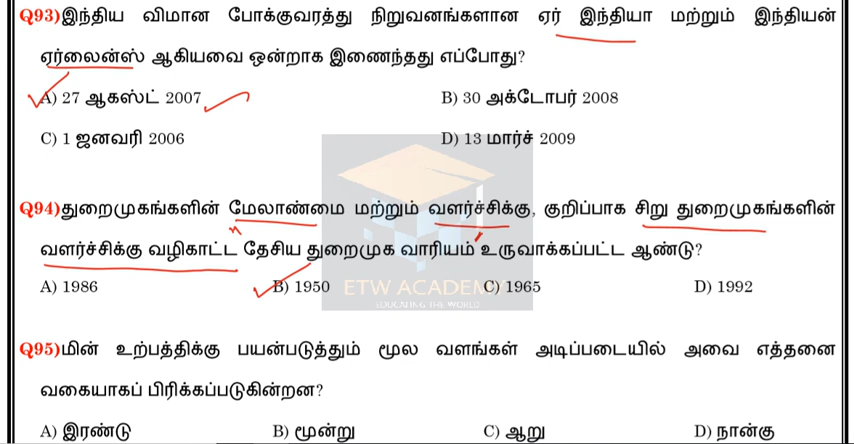 Q93)இந்திய விமான போக்குவரத்து நிறுவனங்களான ஏர் இந்தியா மற்றும் இந்தியன்
ஏர்லைன்ஸ் ஆகியவை ஒன்றாக இணைந்தது எப்போது?
A) 27 ஆகஸ்ட் 2007 B) 30 அக்டோபர் 2008
C) 1 ஜனவரி 2006 D) 13 மார்ச் 2009
Q94)துறைமுகங்களின் மேலாண்மை மற்றும் வளர்ச்சிக்கு, குறிப்பாக சிறு துறைமுகங்களின்
வளர்ச்சிக்கு வழிகாட்ட தேசிய துறைமுக வாரியம் உருவாக்கப்பட்ட ஆண்டு?
A) 1986 B) 1950 C) 1965 D) 1992
ETW ACADEMY
EDUCATING THE WORLD
Q95)மின் உற்பத்திக்கு பயன்படுத்தும் மூல வளங்கள் அடிப்படையில் அவை எத்தனை
வகையாகப் பிரிக்கப்படுகின்றன?
A) இரண்டு B) மூன்று C) ஆறு D) நான்கு